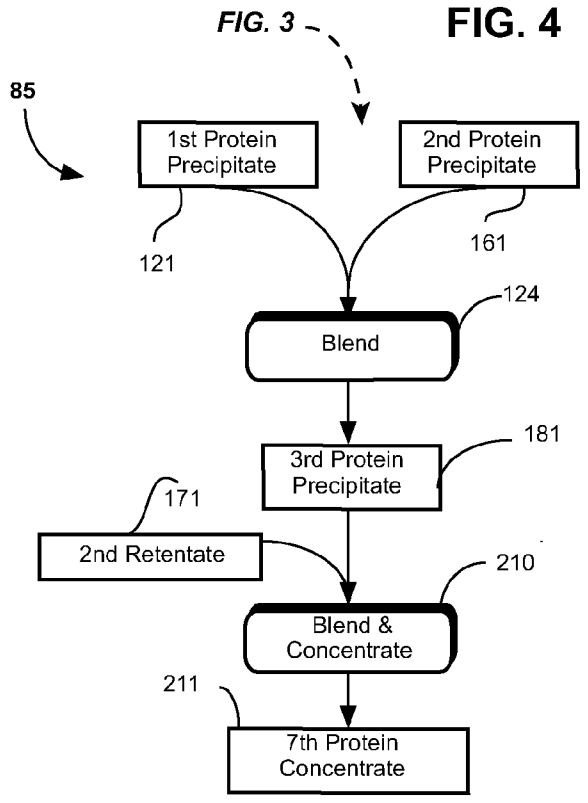 FIG. 3
FIG. 4
85
1st Protein
Precipitate
2nd Protein
Precipitate
121
161
124
Blend
181
3rd Protein
Precipitate
171
2nd Retentate
210
Blend &
Concentrate
211
7th Protein
Concentrate